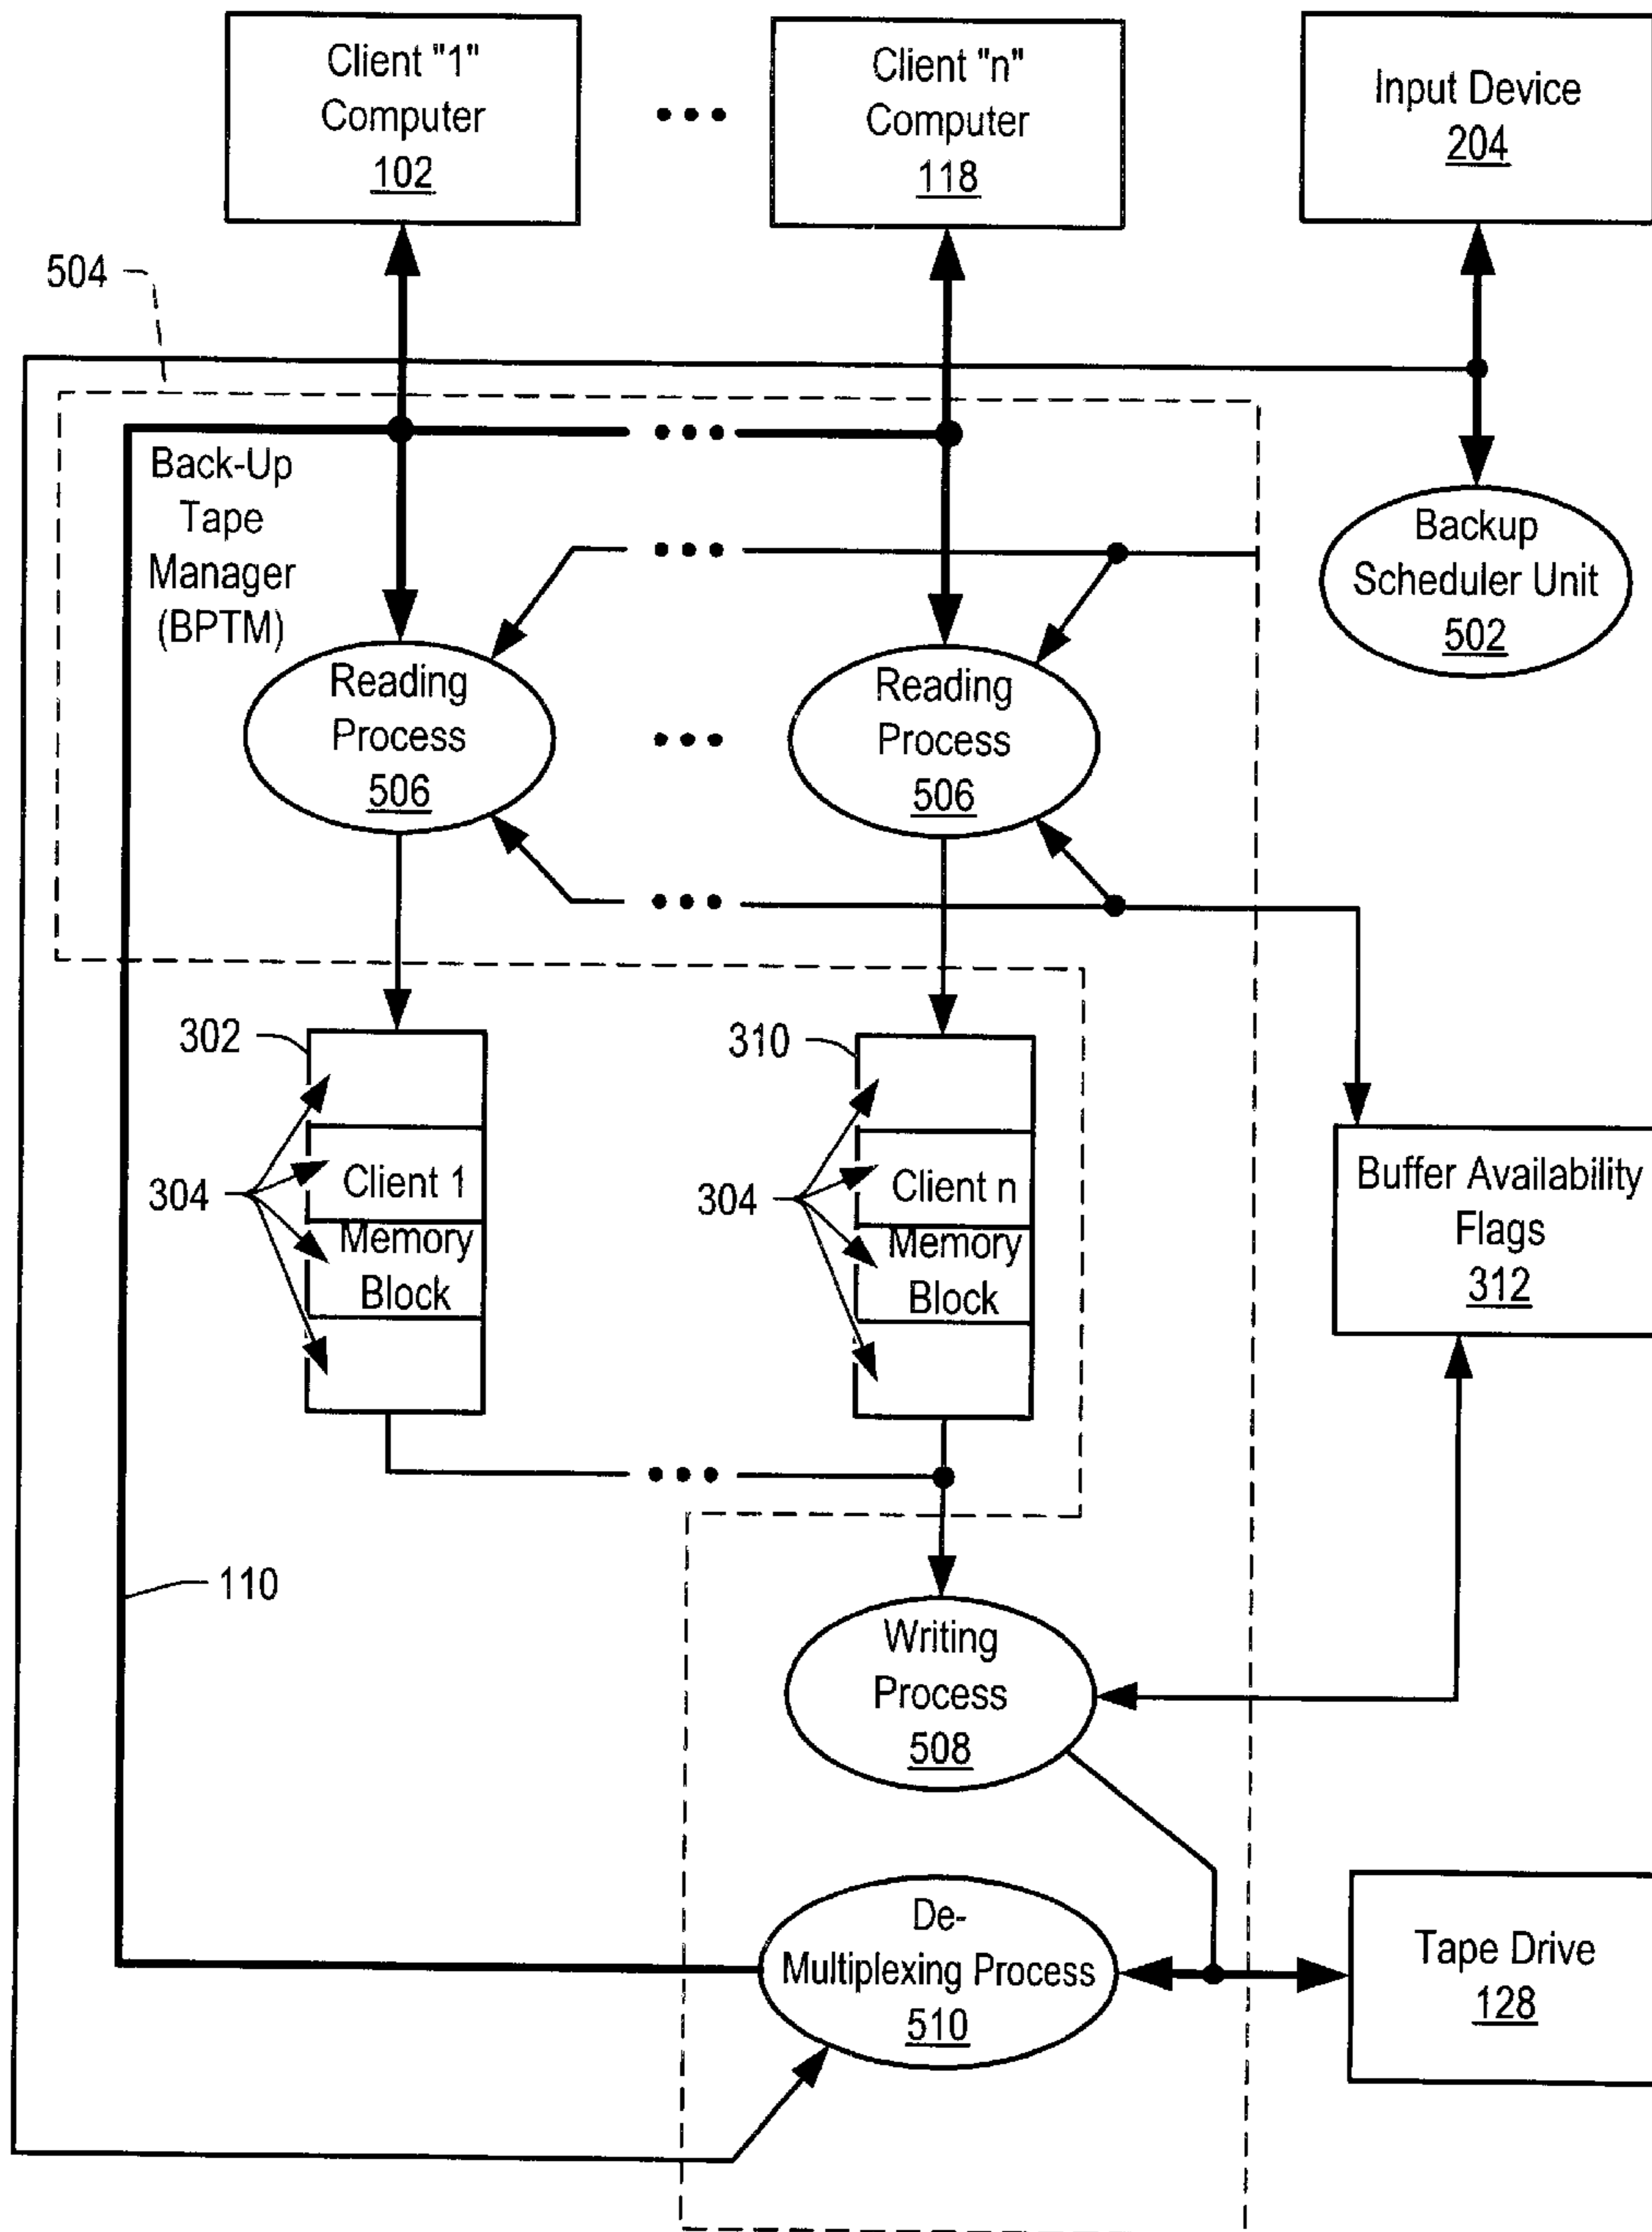 Client "1"
Computer
102
•••
Client "n"
Computer
118
Input Device
204
504
•••
Back-Up
Tape
Manager
(BPTM)
•••
Backup
Scheduler Unit
502
Reading
Process
506
•••
Reading
Process
506
•••
302
310
304
Client 1
Memory
Block
304
Client n
Memory
Block
Buffer Availability
Flags
312
•••
110
Writing
Process
508
De-
Multiplexing Process
510
Tape Drive
128